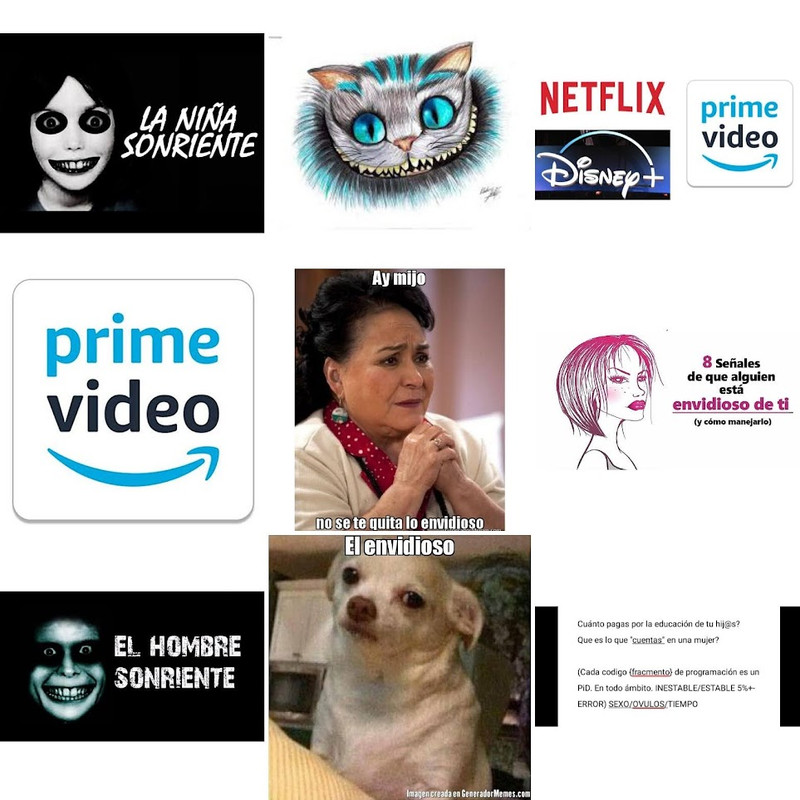 LA NIÑA
SONRIENTE
NETFLIX
DISNEY+
prime
video
prime
video
Ay mijo
no se te quita lo envidioso
8 Señales
de que alguien
está
envidioso de ti
(y cómo manejarlo)
EL HOMBRE
SONRIENTE
El envidioso
Imagen creada en GeneradorMemes.com
Cuánto pagas por la educación de tu hij@s?
Que es lo que "cuentas" en una mujer?
(Cada codigo {fracmento} de programación es un
PiD. En todo ámbito. INESTABLE/ESTABLE 5%+-
ERROR) SEXO/OVULOS/TIEMPO